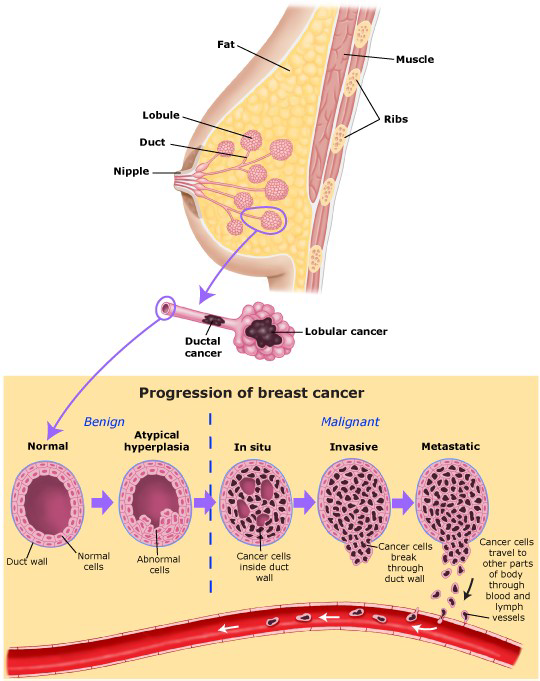 Fat
Muscle
Lobule
Ribs
Duct
Nipple
Ductal
cancer
Lobular cancer
Progression of breast cancer
Benign
Malignant
Normal
Atypical
hyperplasia
In situ
Invasive
Metastatic
Duct wall
Normal
cells
Abnormal
cells
Cancer cells
inside duct
wall
Cancer cells
break
through
duct wall
Cancer cells
travel to
other parts
of body
through
blood and
lymph
vessels